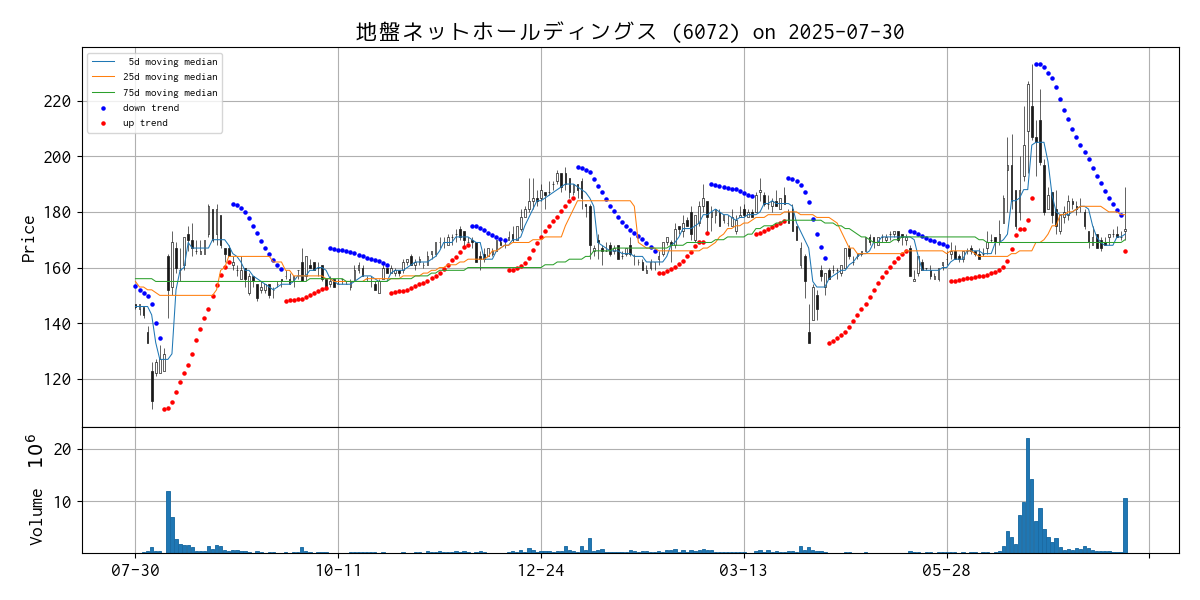 地盤ネットホールディングス (6072) on 2025-07-30
5d moving median
25d moving median
75d moving median
down trend
up trend
Price
220
200
180
160
140
120
Volume 10^6
20
10
07-30
10-11
12-24
03-13
05-28